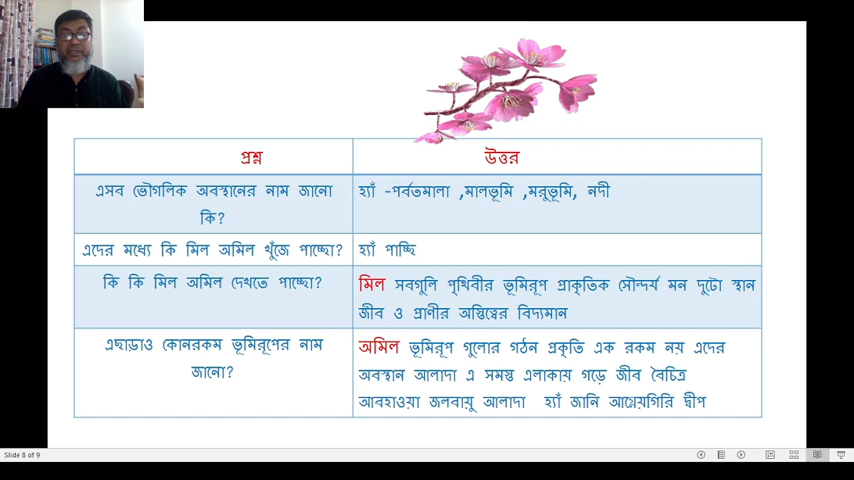 প্রশ্ন
উত্তর
এসব ভৌগলিক অবস্থানের নাম জানো
কি?
হ্যাঁ -পর্বতমালা ,মালভূমি ,মরুভূমি, নদী
এদের মধ্যে কি মিল অমিল খুঁজে পাচ্ছো?
হ্যাঁ পাচ্ছি
কি কি মিল অমিল দেখতে পাচ্ছো?
মিল সবগুলি পৃথিবীর ভূমিরূপ প্রাকৃতিক সৌন্দর্য মন দুটো স্থান
জীব ও প্রাণীর অস্তিত্বের বিদ্যমান
এছাড়াও কোনরকম ভূমিরূপের নাম
জানো?
অমিল ভূমিরূপ গুলোর গঠন প্রকৃতি এক রকম নয় এদের
অবস্থান আলাদা এ সমস্ত এলাকায় গড়ে জীব বৈচিত্র
আবহাওয়া জলবায়ু আলাদা হ্যাঁ জানি আগ্নেয়গিরি দ্বীপ
Slide 8 of 9